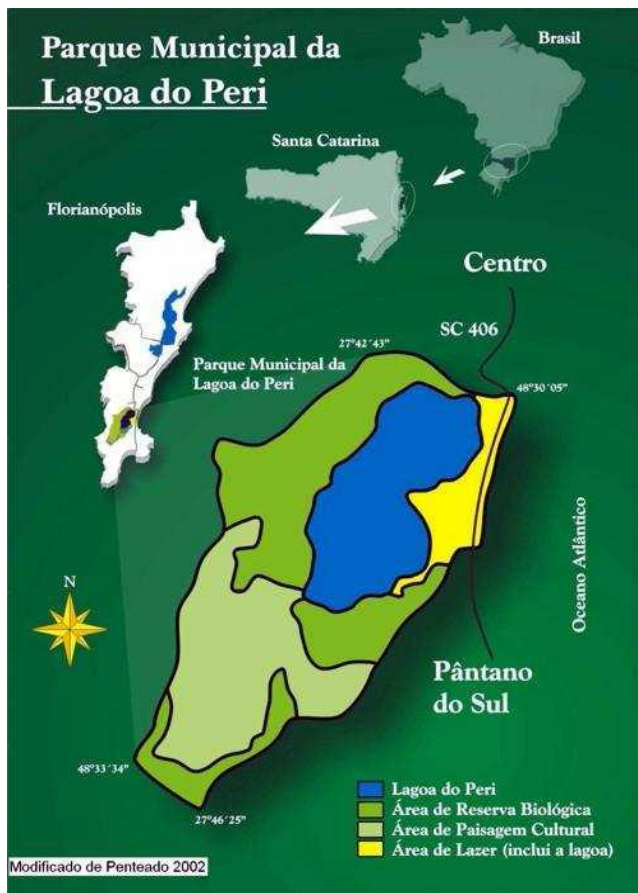 Parque Municipal da
Lagoa do Peri
Brasil
Santa Catarina
Florianópolis
Centro
SC 406
27°42´43"
48°30´05"
Parque Municipal da
Lagoa do Peri
Oceano Atlântico
N
Pântano
do Sul
48°33´34"
27°46´25"
Lagoa do Peri
Área de Reserva Biológica
Área de Paisagem Cultural
Área de Lazer (inclui a lagoa)
Modificado de Penteado 2002